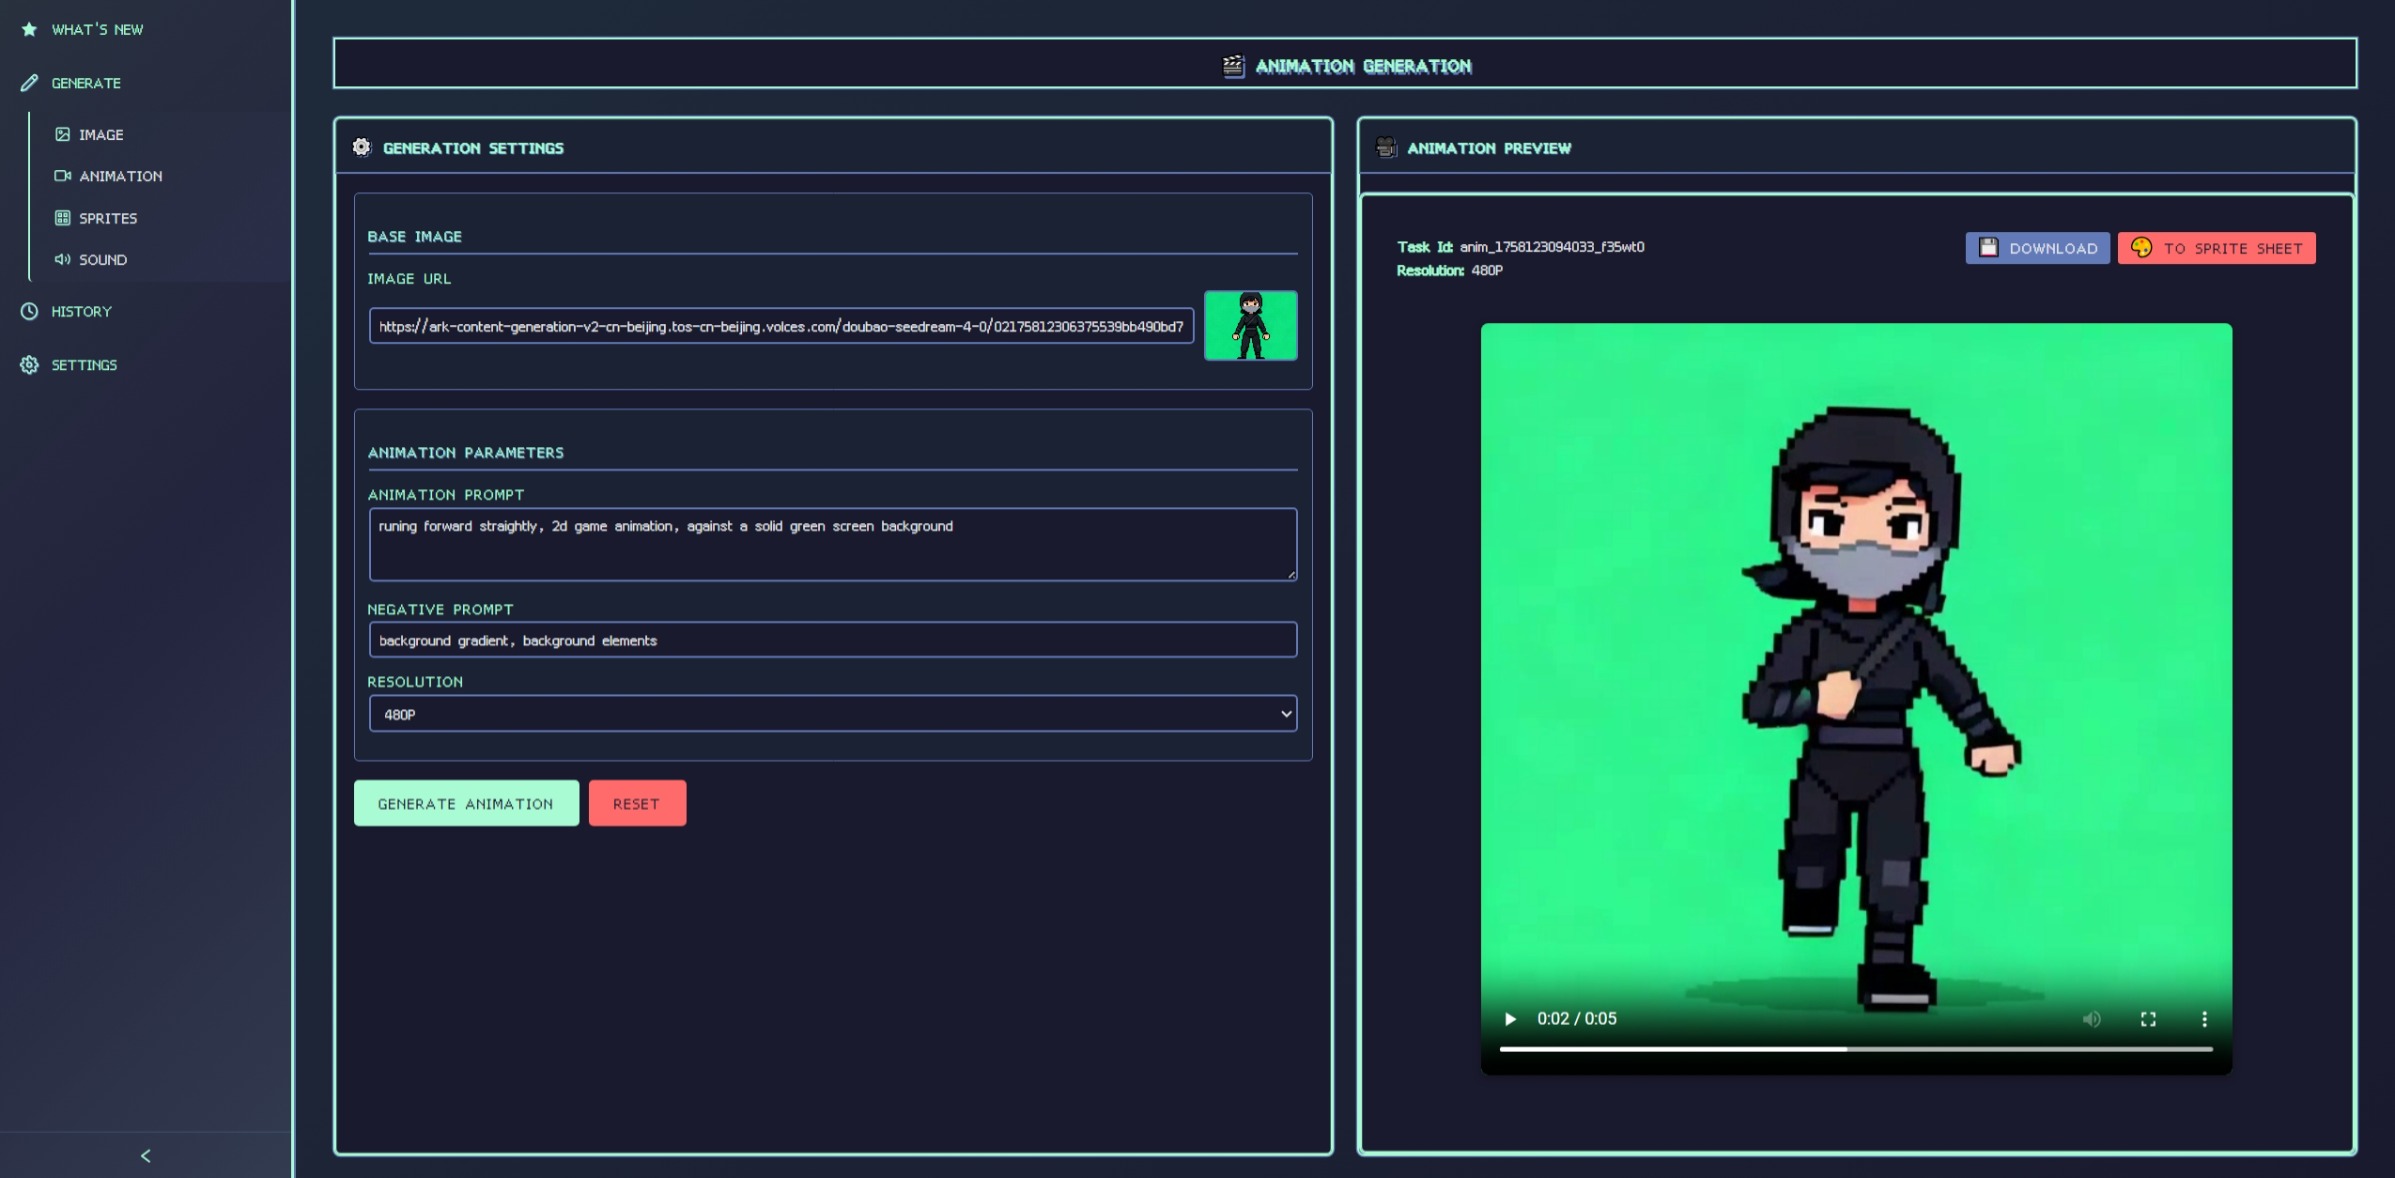 WHAT'S NEW
GENERATE
IMAGE
ANIMATION
SPRITES
SOUND
HISTORY
SETTINGS
ANIMATION GENERATION
GENERATION SETTINGS
BASE IMAGE
IMAGE URL
https://ark-content-generation-v2-cn-beijing.tos-cn-beijing.volces.com/doubao-seedream-4-0/02175812306375539bb490bd7
ANIMATION PARAMETERS
ANIMATION PROMPT
runing forward straightly, 2d game animation, against a solid green screen background
NEGATIVE PROMPT
background gradient, background elements
RESOLUTION
480P
GENERATE ANIMATION
RESET
ANIMATION PREVIEW
Task Id: anim_1758123094033_f35wt0
Resolution: 480P
DOWNLOAD
TO SPRITE SHEET
0:02 / 0:05